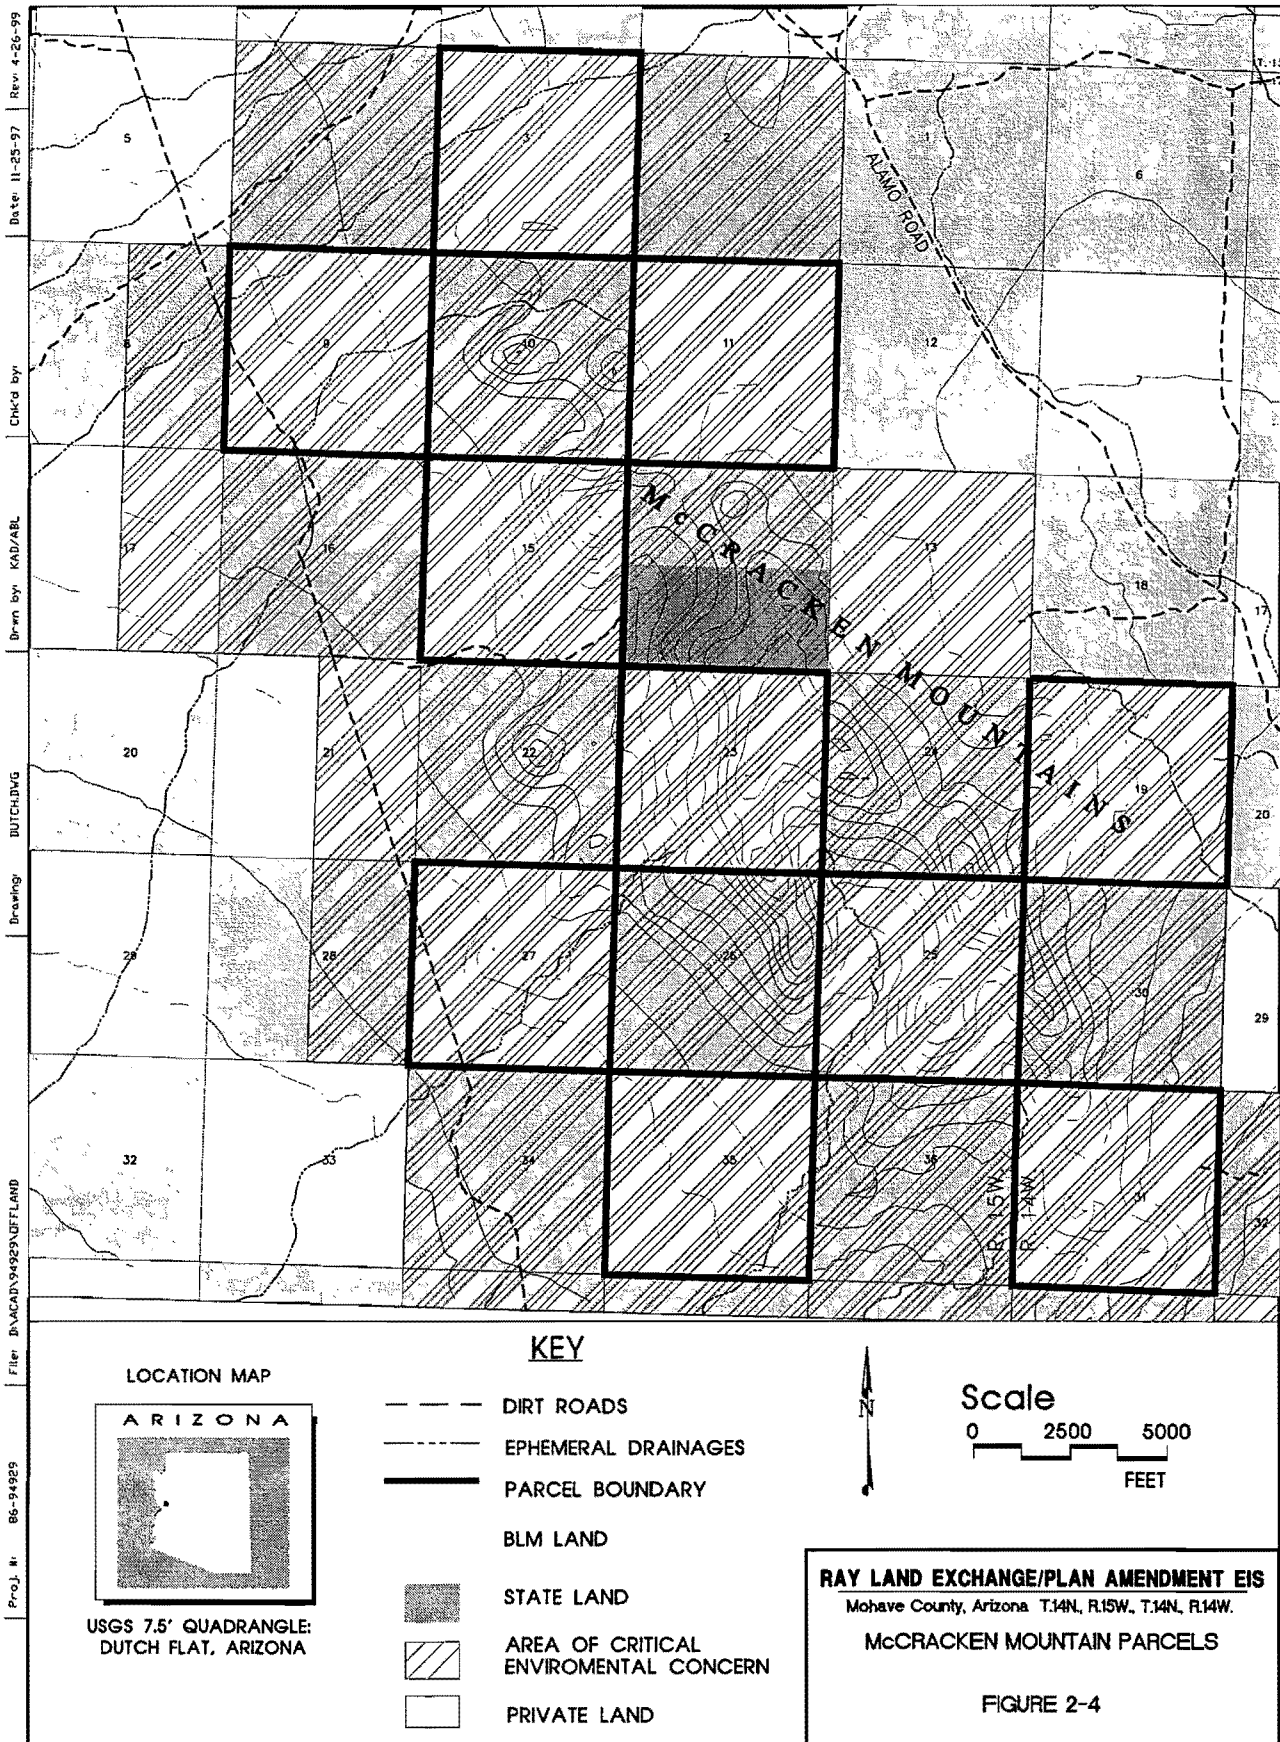 Rev: 4-26-99
Date: 11-25-97
Chk'd by:
Drwn by: KAD/ABL
Drawing: DUTCH.DWG
File: D:\ACAD\94929\OFFLAND
Proj. №: 86-94929
5
3
2
1
6
ALAMO ROAD
8
9
10
11
12
17
16
15
13
18
17
McCRACKEN MOUNTAINS
20
21
22
23
24
19
20
29
28
27
26
25
30
29
32
33
34
35
36
31
32
R. 15W.
R. 14W.
KEY
LOCATION MAP
ARIZONA
USGS 7.5' QUADRANGLE:
DUTCH FLAT, ARIZONA
DIRT ROADS
EPHEMERAL DRAINAGES
PARCEL BOUNDARY
BLM LAND
STATE LAND
AREA OF CRITICAL
ENVIROMENTAL CONCERN
PRIVATE LAND
N
Scale
0 2500 5000
FEET
RAY LAND EXCHANGE/PLAN AMENDMENT EIS
Mohave County, Arizona T.14N., R.15W., T.14N., R.14W.
McCRACKEN MOUNTAIN PARCELS
FIGURE 2-4